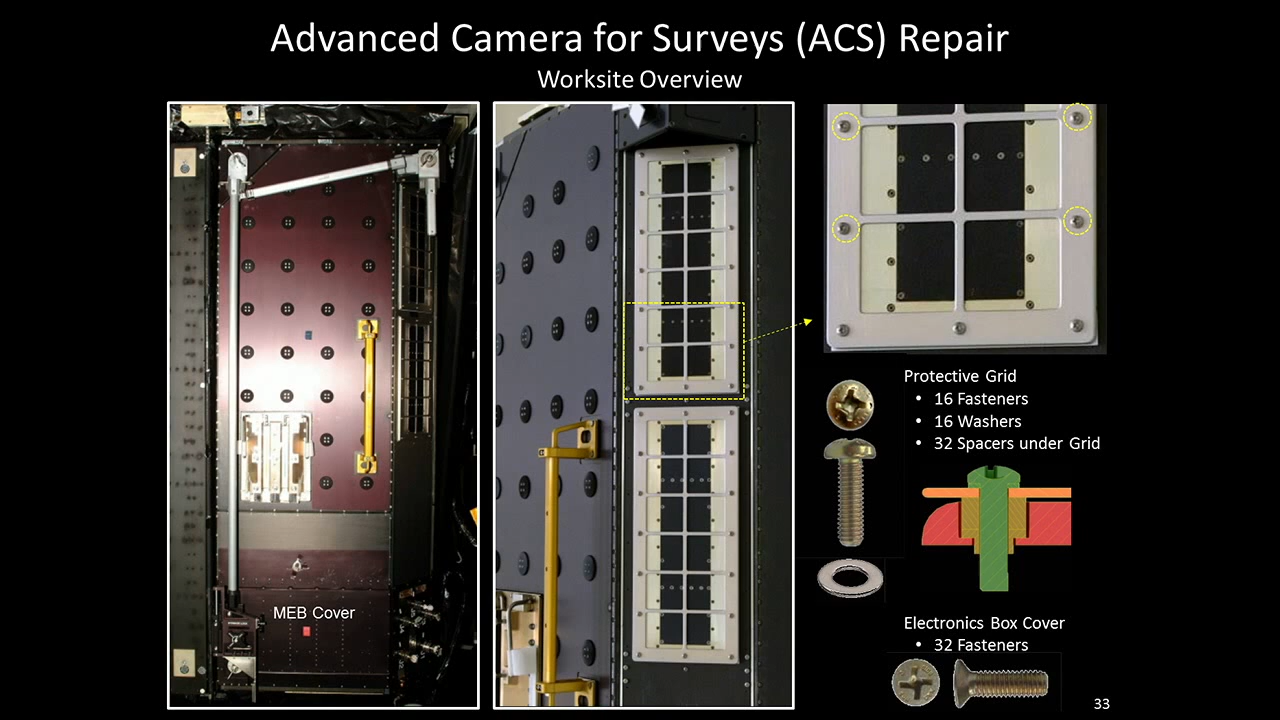 Advanced Camera for Surveys (ACS) Repair
Worksite Overview
MEB Cover
Protective Grid
• 16 Fasteners
• 16 Washers
• 32 Spacers under Grid
Electronics Box Cover
• 32 Fasteners
33